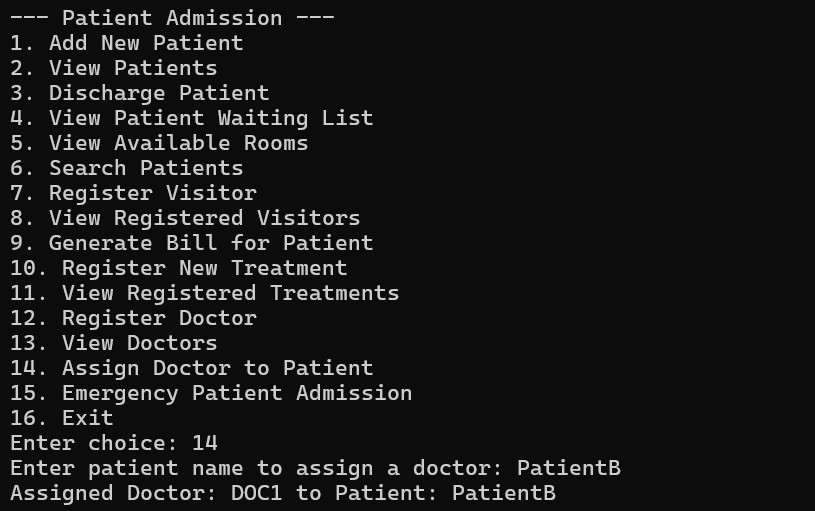 --- Patient Admission ---
1. Add New Patient
2. View Patients
3. Discharge Patient
4. View Patient Waiting List
5. View Available Rooms
6. Search Patients
7. Register Visitor
8. View Registered Visitors
9. Generate Bill for Patient
10. Register New Treatment
11. View Registered Treatments
12. Register Doctor
13. View Doctors
14. Assign Doctor to Patient
15. Emergency Patient Admission
16. Exit
Enter choice: 14
Enter patient name to assign a doctor: PatientB
Assigned Doctor: DOC1 to Patient: PatientB